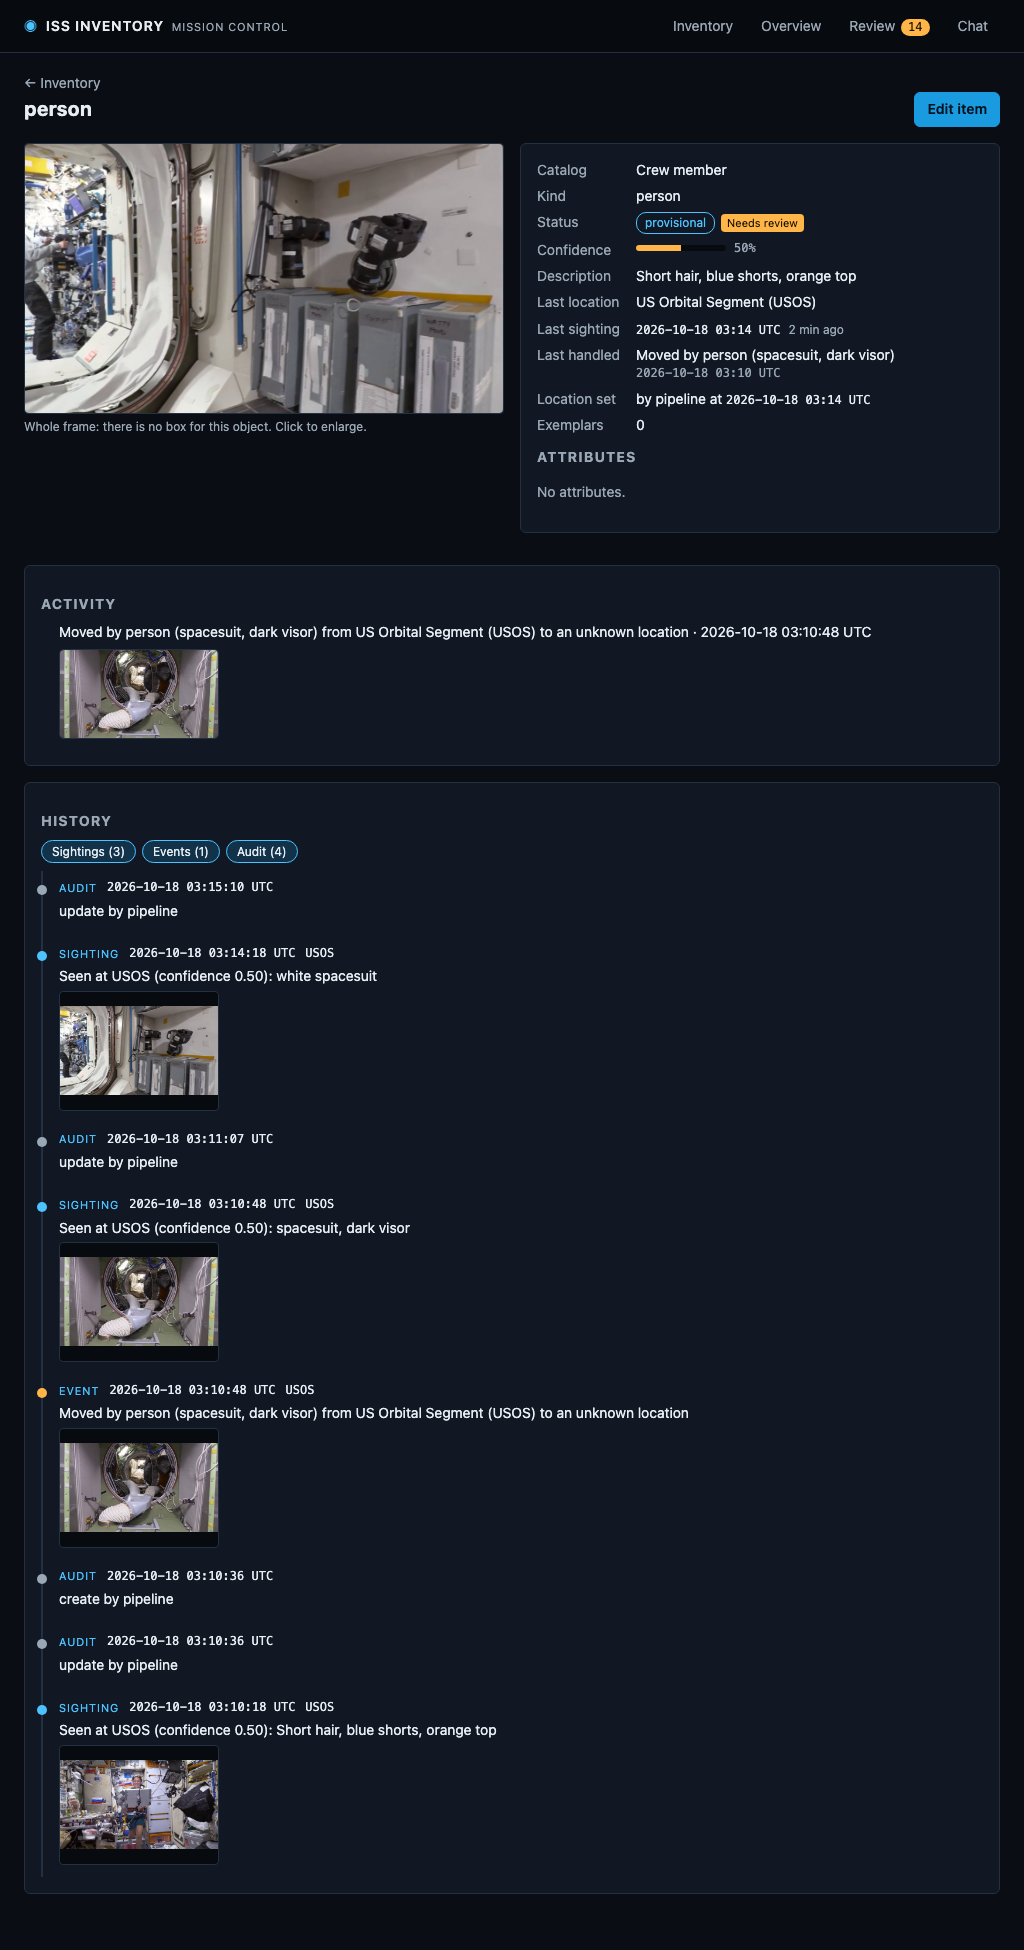 ISS INVENTORY MISSION CONTROL
Inventory Overview Review 14 Chat
← Inventory
person
Edit item
Whole frame: there is no box for this object. Click to enlarge.
Catalog Crew member
Kind person
Status provisional Needs review
Confidence 50%
Description Short hair, blue shorts, orange top
Last location US Orbital Segment (USOS)
Last sighting 2026-10-18 03:14 UTC 2 min ago
Last handled Moved by person (spacesuit, dark visor)
2026-10-18 03:10 UTC
Location set by pipeline at 2026-10-18 03:14 UTC
Exemplars 0
ATTRIBUTES
No attributes.
ACTIVITY
Moved by person (spacesuit, dark visor) from US Orbital Segment (USOS) to an unknown location · 2026-10-18 03:10:48 UTC
HISTORY
Sightings (3) Events (1) Audit (4)
AUDIT 2026-10-18 03:15:10 UTC
update by pipeline
SIGHTING 2026-10-18 03:14:18 UTC USOS
Seen at USOS (confidence 0.50): white spacesuit
AUDIT 2026-10-18 03:11:07 UTC
update by pipeline
SIGHTING 2026-10-18 03:10:48 UTC USOS
Seen at USOS (confidence 0.50): spacesuit, dark visor
EVENT 2026-10-18 03:10:48 UTC USOS
Moved by person (spacesuit, dark visor) from US Orbital Segment (USOS) to an unknown location
AUDIT 2026-10-18 03:10:36 UTC
create by pipeline
AUDIT 2026-10-18 03:10:36 UTC
update by pipeline
SIGHTING 2026-10-18 03:10:18 UTC USOS
Seen at USOS (confidence 0.50): Short hair, blue shorts, orange top